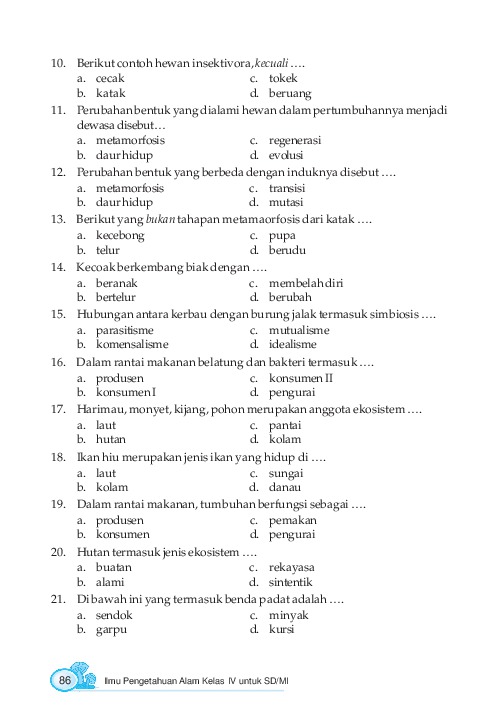 10. Berikut contoh hewan insektivora, kecuali ….
a. cecak c. tokek
b. katak d. beruang
11. Perubahan bentuk yang dialami hewan dalam pertumbuhannya menjadi
dewasa disebut…
a. metamorfosis c. regenerasi
b. daur hidup d. evolusi
12. Perubahan bentuk yang berbeda dengan induknya disebut ….
a. metamorfosis c. transisi
b. daur hidup d. mutasi
13. Berikut yang bukan tahapan metamaorfosis dari katak ….
a. kecebong c. pupa
b. telur d. berudu
14. Kecoak berkembang biak dengan ….
a. beranak c. membelah diri
b. bertelur d. berubah
15. Hubungan antara kerbau dengan burung jalak termasuk simbiosis ….
a. parasitisme c. mutualisme
b. komensalisme d. idealisme
16. Dalam rantai makanan belatung dan bakteri termasuk ….
a. produsen c. konsumen II
b. konsumen I d. pengurai
17. Harimau, monyet, kijang, pohon merupakan anggota ekosistem ….
a. laut c. pantai
b. hutan d. kolam
18. Ikan hiu merupakan jenis ikan yang hidup di ….
a. laut c. sungai
b. kolam d. danau
19. Dalam rantai makanan, tumbuhan berfungsi sebagai ….
a. produsen c. pemakan
b. konsumen d. pengurai
20. Hutan termasuk jenis ekosistem ….
a. buatan c. rekayasa
b. alami d. sintentik
21. Di bawah ini yang termasuk benda padat adalah ….
a. sendok c. minyak
b. garpu d. kursi
86 Ilmu Pengetahuan Alam Kelas IV untuk SD/MI